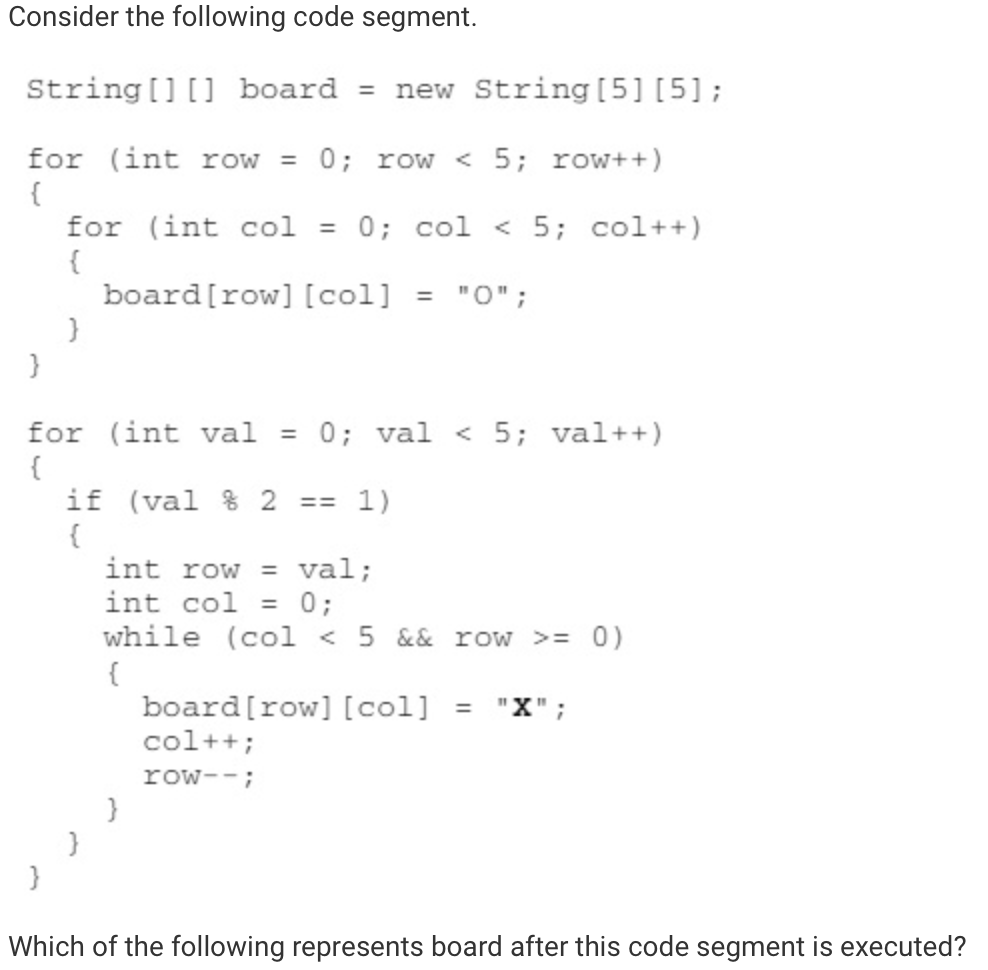 Consider the following code segment.
String[][] board = new String[5][5];
for (int row = 0; row < 5; row++)
{
for (int col = 0; col < 5; col++)
{
board[row][col] = "O";
}
}
for (int val = 0; val < 5; val++)
{
if (val % 2 == 1)
{
int row = val;
int col = 0;
while (col < 5 && row >= 0)
{
board[row][col] = "X";
col++;
row--;
}
}
}
Which of the following represents board after this code segment is executed?